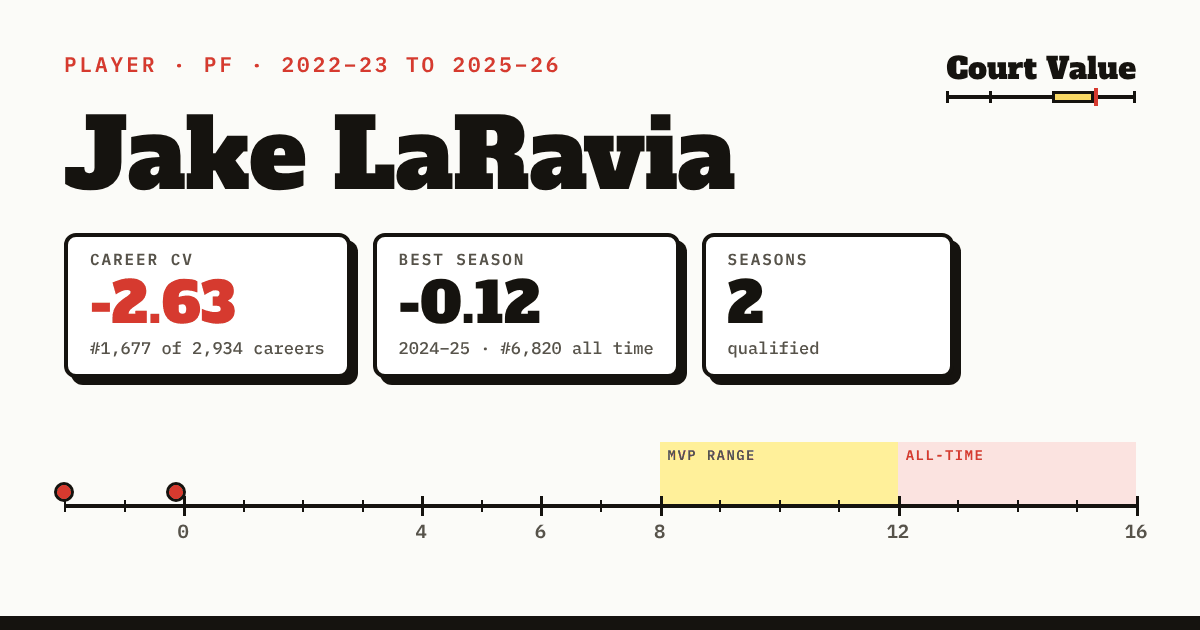 PLAYER · PF · 2022–23 TO 2025–26
Court Value
Jake LaRavia
CAREER CV
-2.63
#1,677 of 2,934 careers
BEST SEASON
-0.12
2024–25 · #6,820 all time
SEASONS
2
qualified
MVP RANGE
ALL-TIME
0 4 6 8 12 16